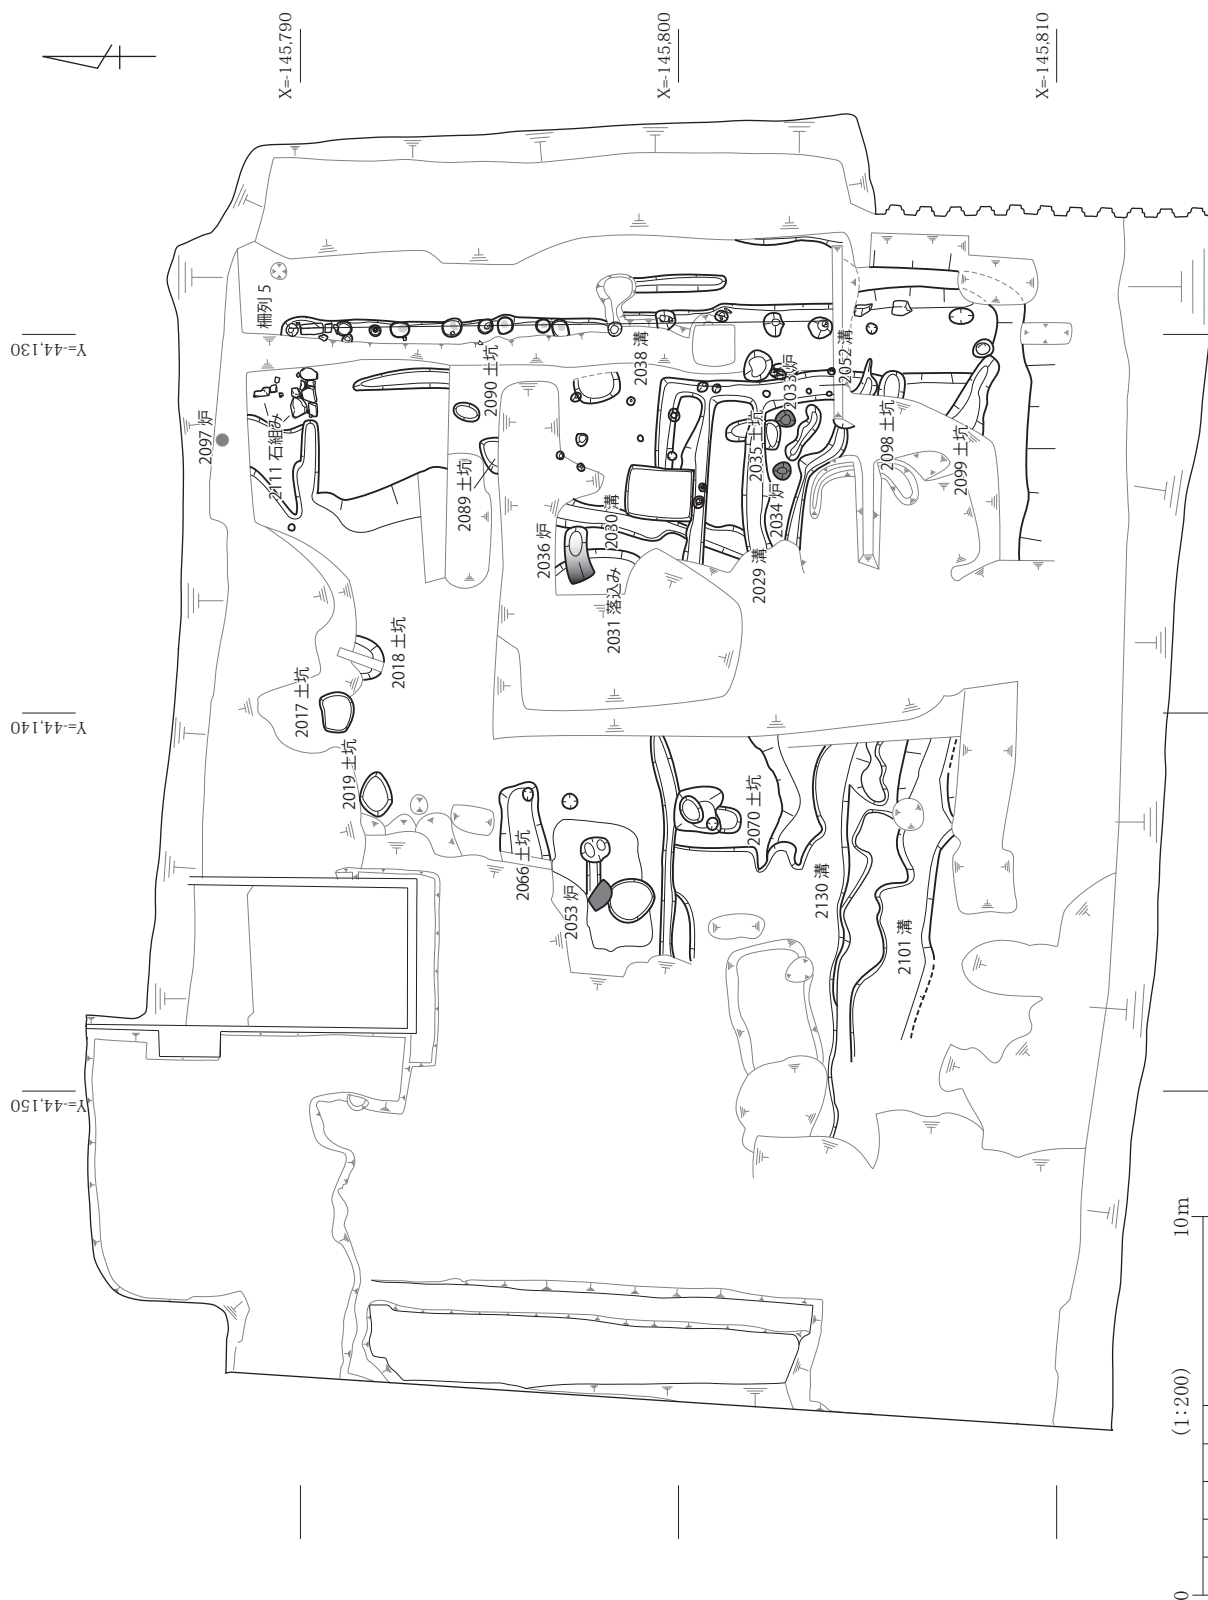 X=-145,790
X=-145,800
X=-145,810
Y=-44,130
Y=-44,140
Y=-44,150
柵列 5
2097 炉
2111 石組み
2090 土坑
2089 土坑
2038 溝
2033 炉
2052 溝
2035 土坑
2098 土坑
2099 土坑
2034 炉
2036 炉
2030 溝
2031 落込み
2029 溝
2018 土坑
2017 土坑
2019 土坑
2066 土坑
2053 炉
2070 土坑
2130 溝
2101 溝
0
(1:200)
10m